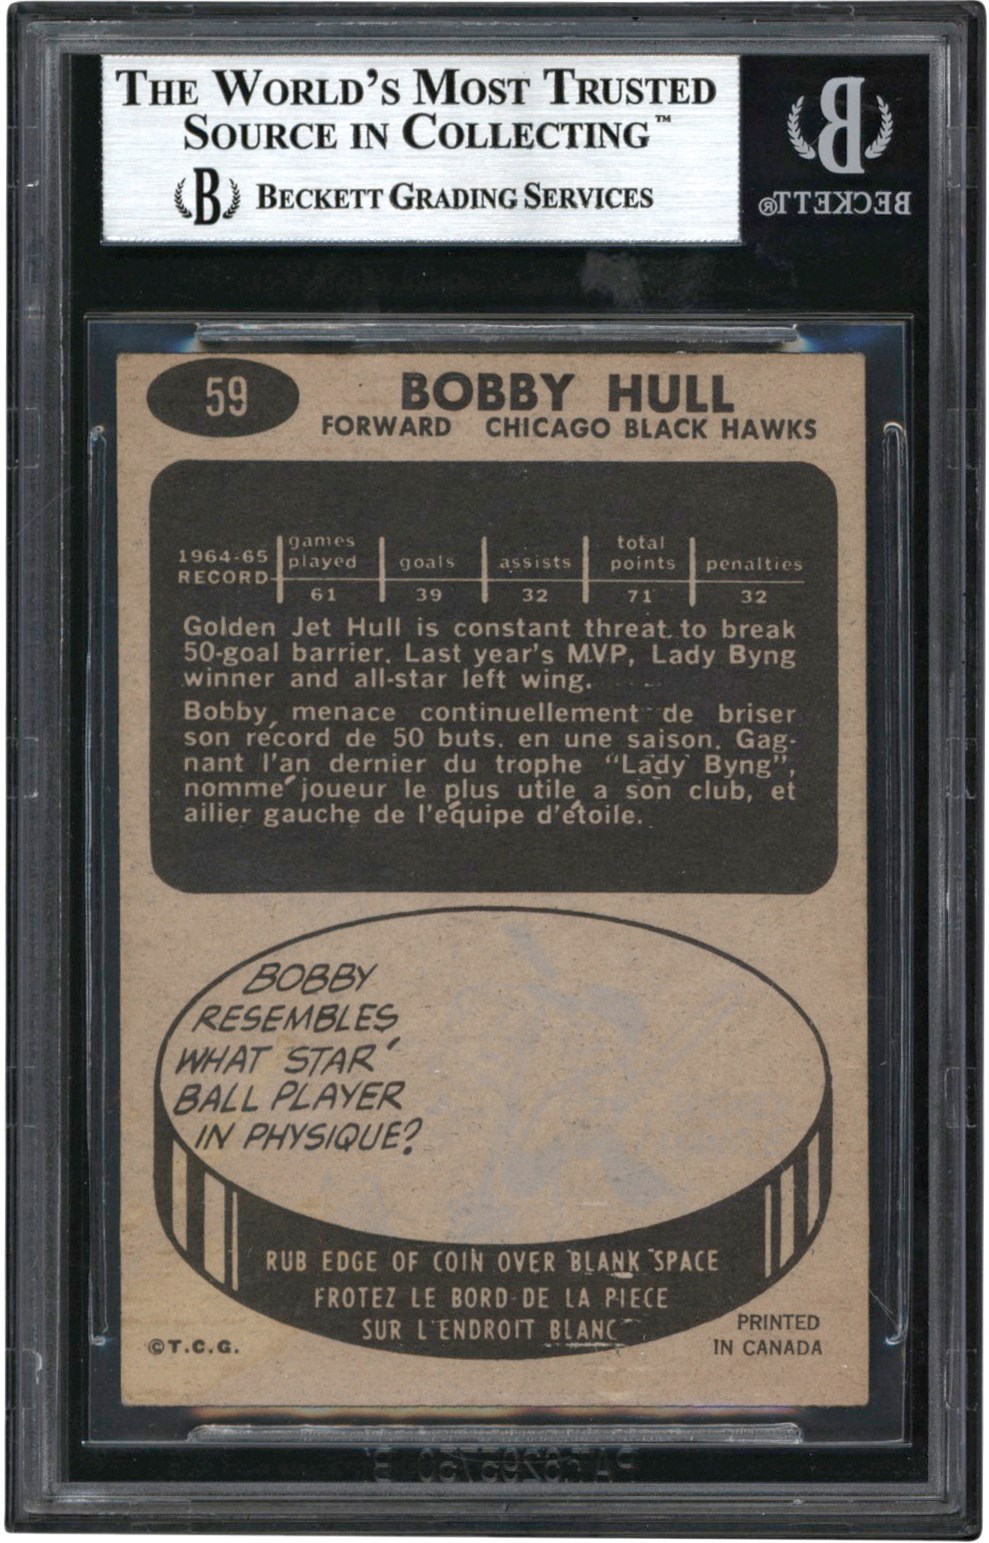 THE WORLD'S MOST TRUSTED
SOURCE IN COLLECTING™
B BECKETT GRADING SERVICES
B
BECKETT®
59
BOBBY HULL
FORWARD CHICAGO BLACK HAWKS
1964-65 RECORD games played goals assists total points penalties
61 39 32 71 32
Golden Jet Hull is constant threat to break
50-goal barrier. Last year's MVP, Lady Byng
winner and all-star left wing.
Bobby menace continuellement de briser
son récord de 50 buts. en une saison. Gag-
nant l'an dernier du trophe "Lady Byng",
nommé joueur le plus utile a son club, et
ailier gauche de l'équipe d'étoile.
BOBBY
RESEMBLES
WHAT STAR
BALL PLAYER
IN PHYSIQUE?
RUB EDGE OF COIN OVER BLANK SPACE
FROTEZ LE BORD DE LA PIECE
SUR L'ENDROIT BLANC
©T.C.G.
PRINTED
IN CANADA